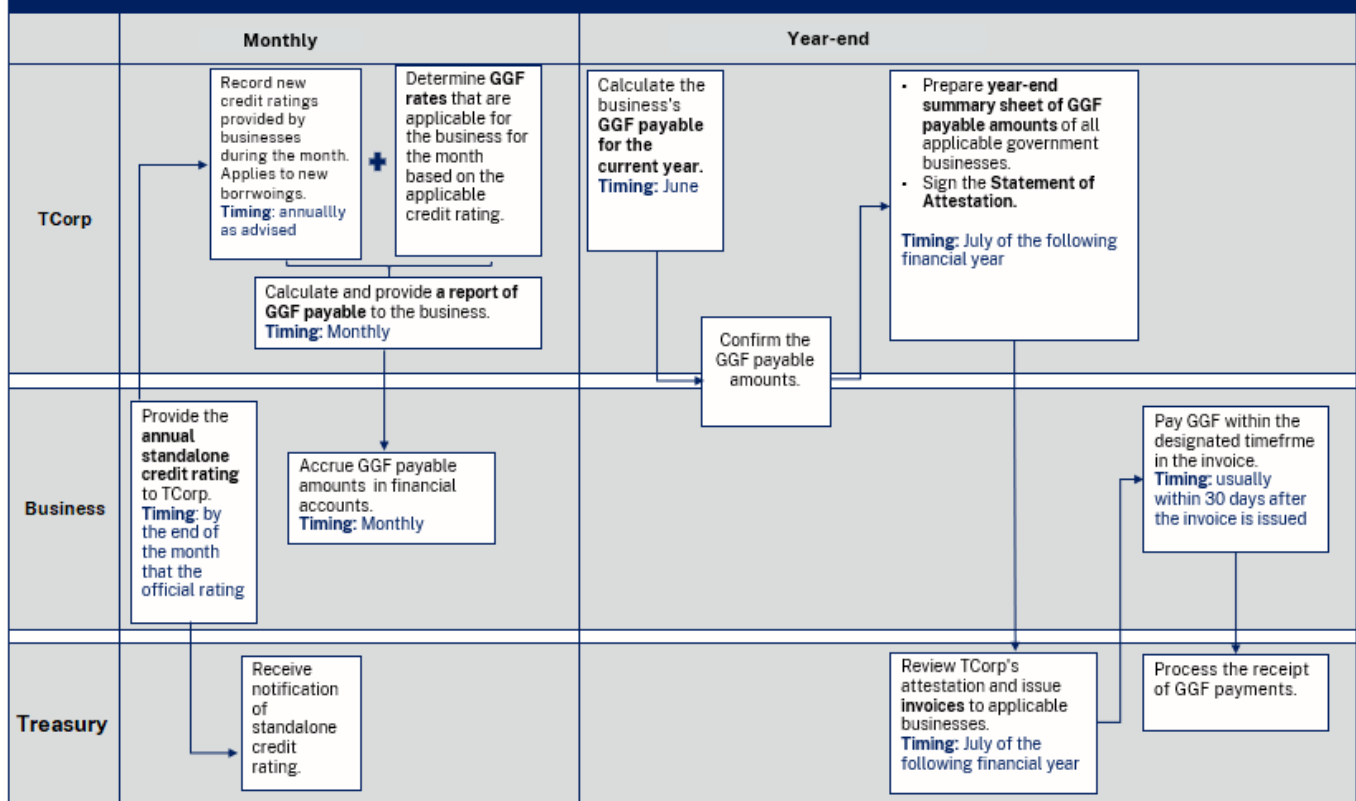 Monthly
Year-end
TCorp
Record new
credit ratings
provided by
businesses
during the month.
Applies to new
borrwoings.
Timing: annuallly
as advised
Determine GGF
rates that are
applicable for
the business for
the month
based on the
applicable
credit rating.
Calculate and provide a report of
GGF payable to the business.
Timing: Monthly
Calculate the
business's
GGF payable
for the
current year.
Timing: June
Confirm the
GGF payable
amounts.
• Prepare year-end
summary sheet of GGF
payable amounts of all
applicable government
businesses.
• Sign the Statement of
Attestation.
Timing: July of the following
financial year
Business
Provide the
annual
standalone
credit rating
to TCorp.
Timing: by
the end of
the month
that the
official rating
Accrue GGF payable
amounts in financial
accounts.
Timing: Monthly
Pay GGF within the
designated timefrme
in the invoice.
Timing: usually
within 30 days after
the invoice is issued
Treasury
Receive
notification
of
standalone
credit
rating.
Review TCorp's
attestation and issue
invoices to applicable
businesses.
Timing: July of the
following financial year
Process the receipt
of GGF payments.